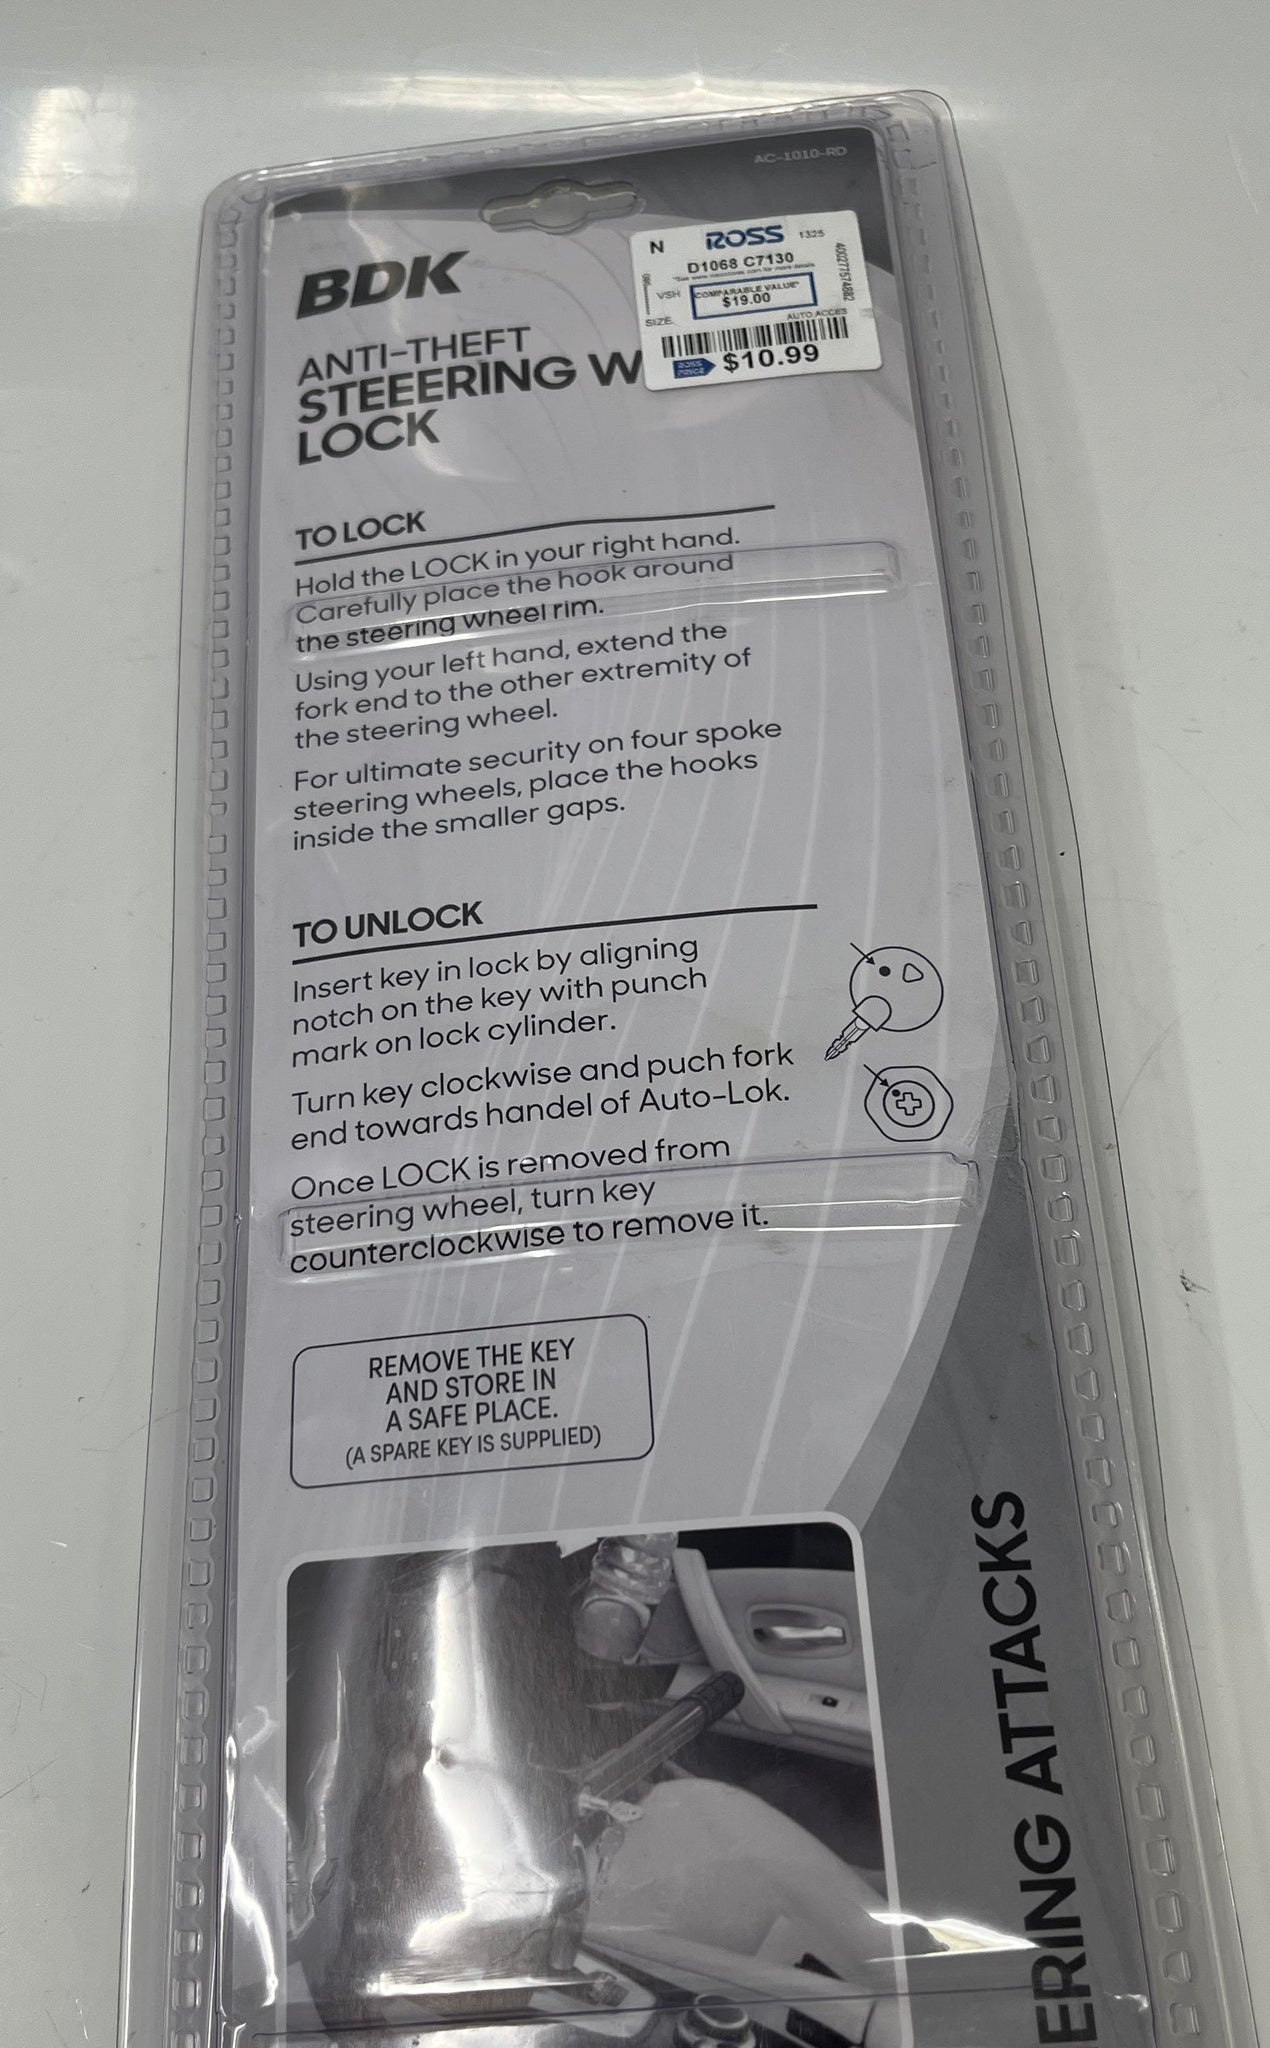 AC-1010-RD
BDK
N
ROSS
1325
D1068 C7130
400277574882
VSH
COMPARABLE VALUE*
$19.00
SIZE
AUTO ACCES
ROSS
PRICE
$10.99
ANTI-THEFT
STEEERING W
LOCK
TO LOCK
Hold the LOCK in your right hand.
Carefully place the hook around
the steering wheel rim.
Using your left hand, extend the
fork end to the other extremity of
the steering wheel.
For ultimate security on four spoke
steering wheels, place the hooks
inside the smaller gaps.
TO UNLOCK
Insert key in lock by aligning
notch on the key with punch
mark on lock cylinder.
Turn key clockwise and puch fork
end towards handel of Auto-Lok.
Once LOCK is removed from
steering wheel, turn key
counterclockwise to remove it.
REMOVE THE KEY
AND STORE IN
A SAFE PLACE.
(A SPARE KEY IS SUPPLIED)
ERING ATTACKS